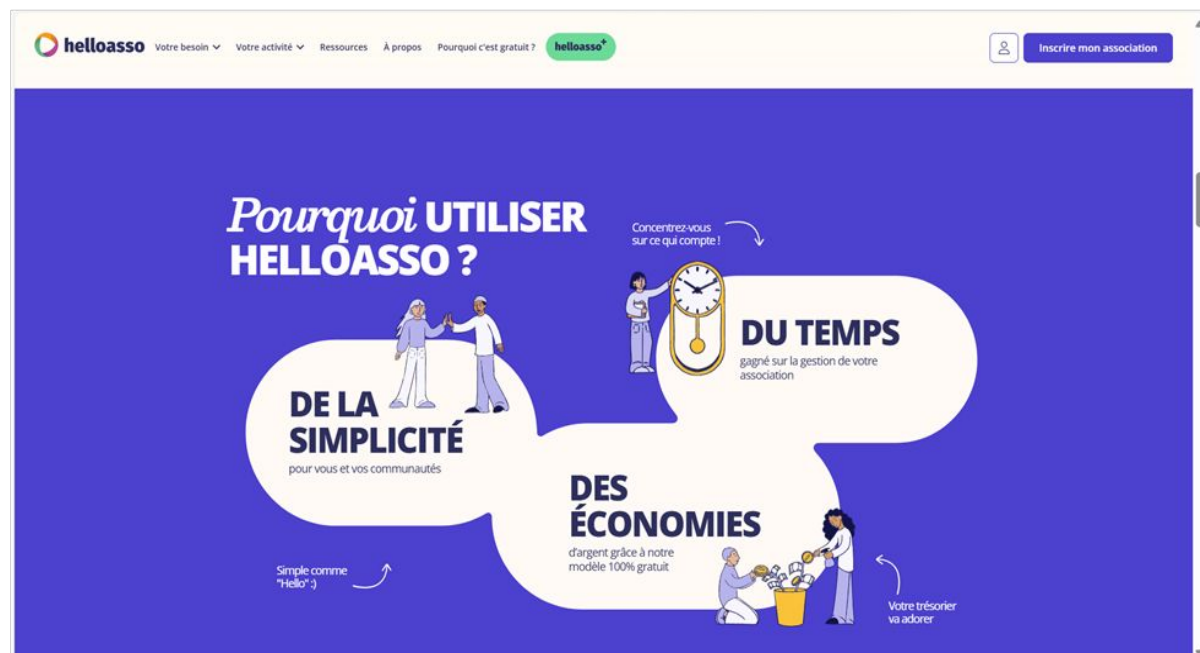 helloasso
Votre besoin
Votre activité
Ressources
À propos
Pourquoi c'est gratuit ?
helloasso+
Inscrire mon association
Pourquoi UTILISER
HELLOASSO ?
Concentrez-vous
sur ce qui compte !
DU TEMPS
gagné sur la gestion de votre
association
DE LA
SIMPLICITÉ
pour vous et vos communautés
DES
ÉCONOMIES
d'argent grâce à notre
modèle 100% gratuit
Simple comme
"Hello" :)
Votre trésorier
va adorer